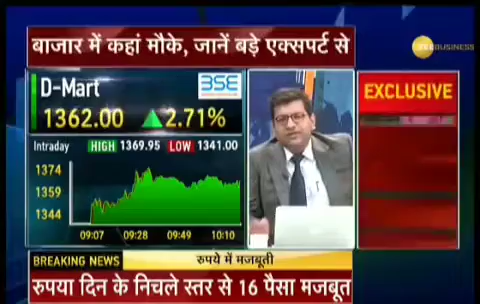 बाजार में कहां मौके, जानें बड़े एक्सपर्ट से
ZEE BUSINESS
D-Mart
BSE
1362.00 ▲2.71%
Intraday HIGH 1369.95 LOW 1341.00
1374
1359
1344
09:07 09:28 09:49 10:10
EXCLUSIVE
BREAKING NEWS
रुपये में मजबूती
रुपया दिन के निचले स्तर से 16 पैसा मजबूत